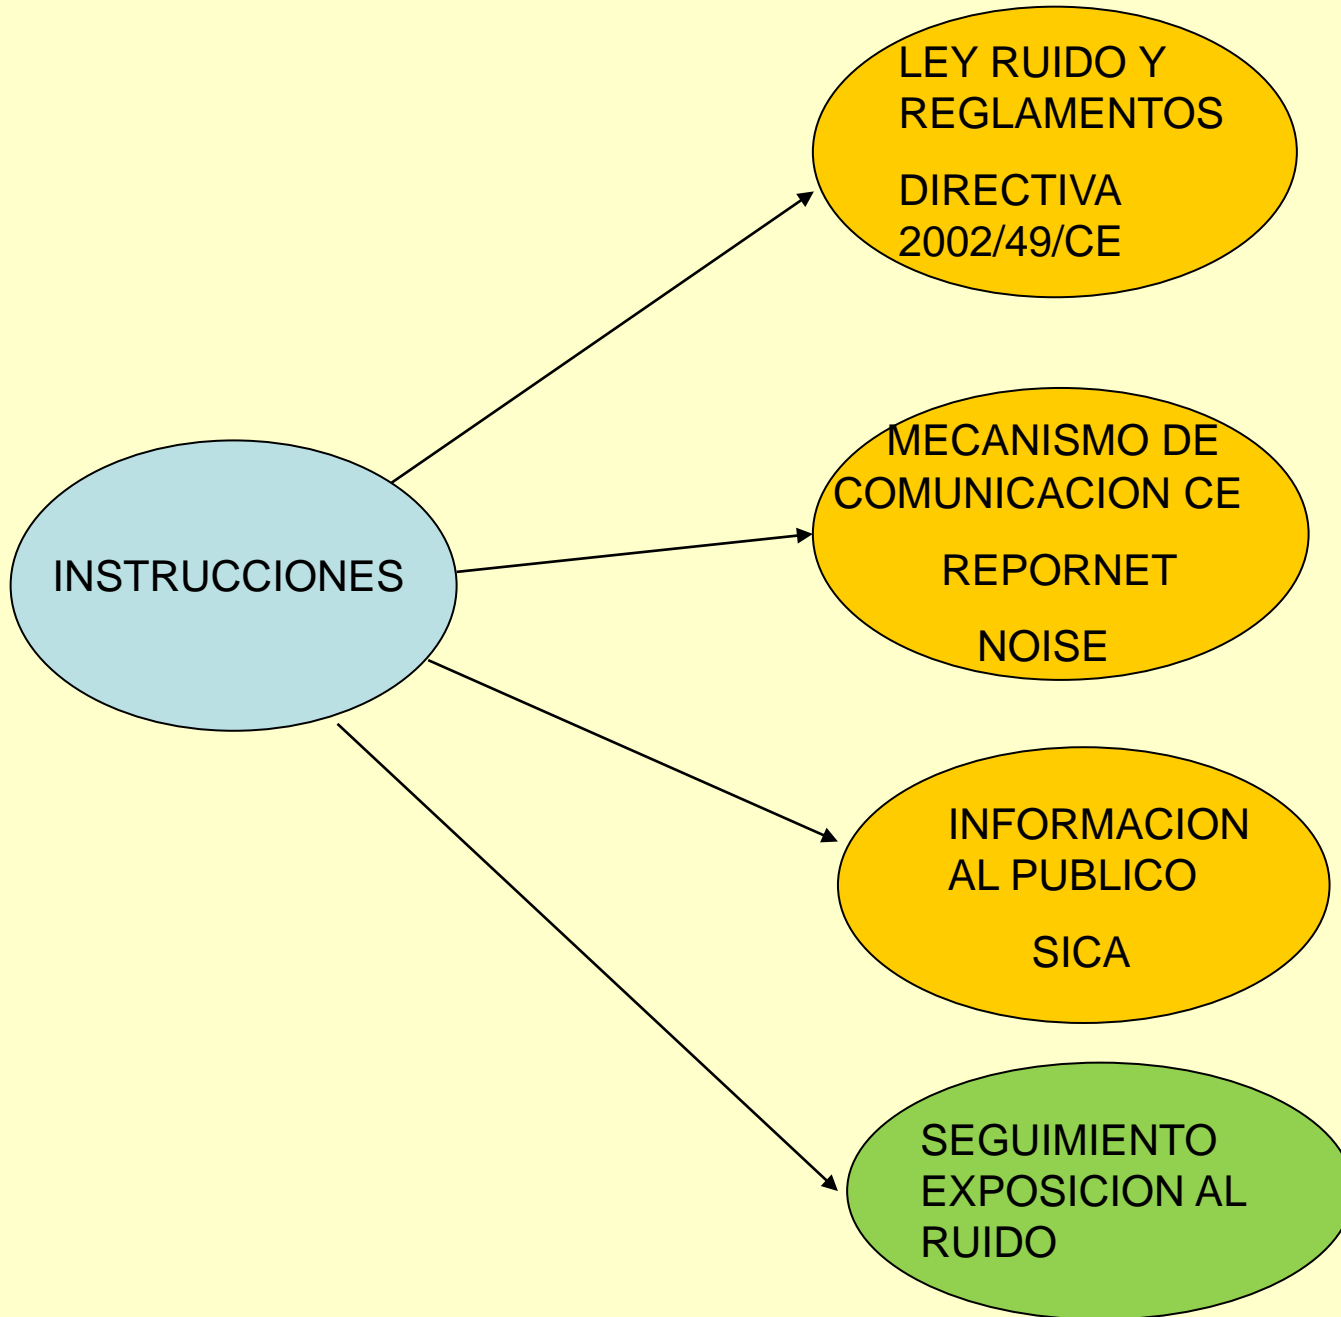 LEY RUIDO Y
REGLAMENTOS
DIRECTIVA
2002/49/CE
MECANISMO DE
COMUNICACION CE
REPORNET
NOISE
INSTRUCCIONES
INFORMACION
AL PUBLICO
SICA
SEGUIMIENTO
EXPOSICION AL
RUIDO